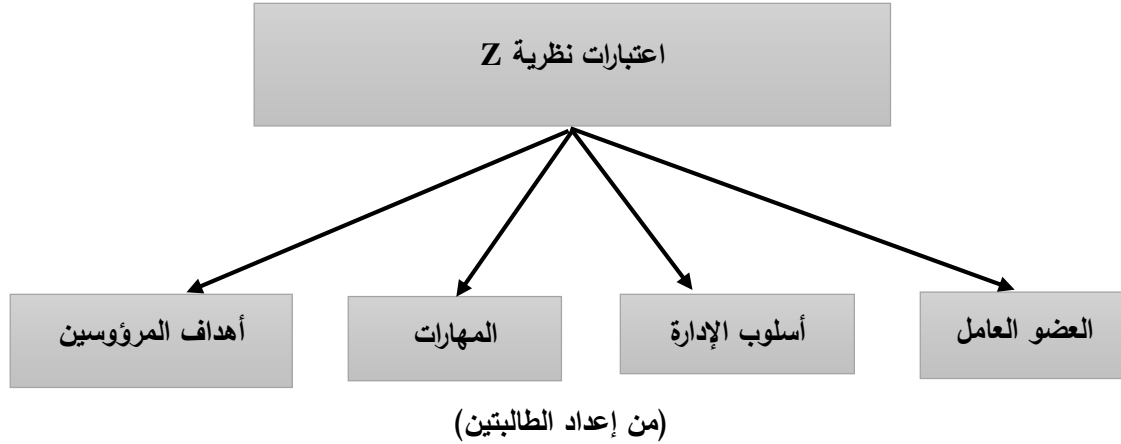 اعتبارات نظرية Z
العضو العامل
أسلوب الإدارة
المهارات
أهداف المرؤوسين
(من إعداد الطالبتين)